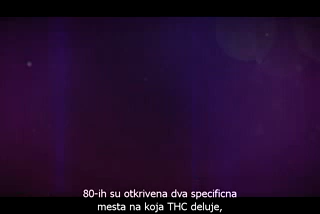 80-ih su otkrivena dva specificna
mesta na koja THC deluje,